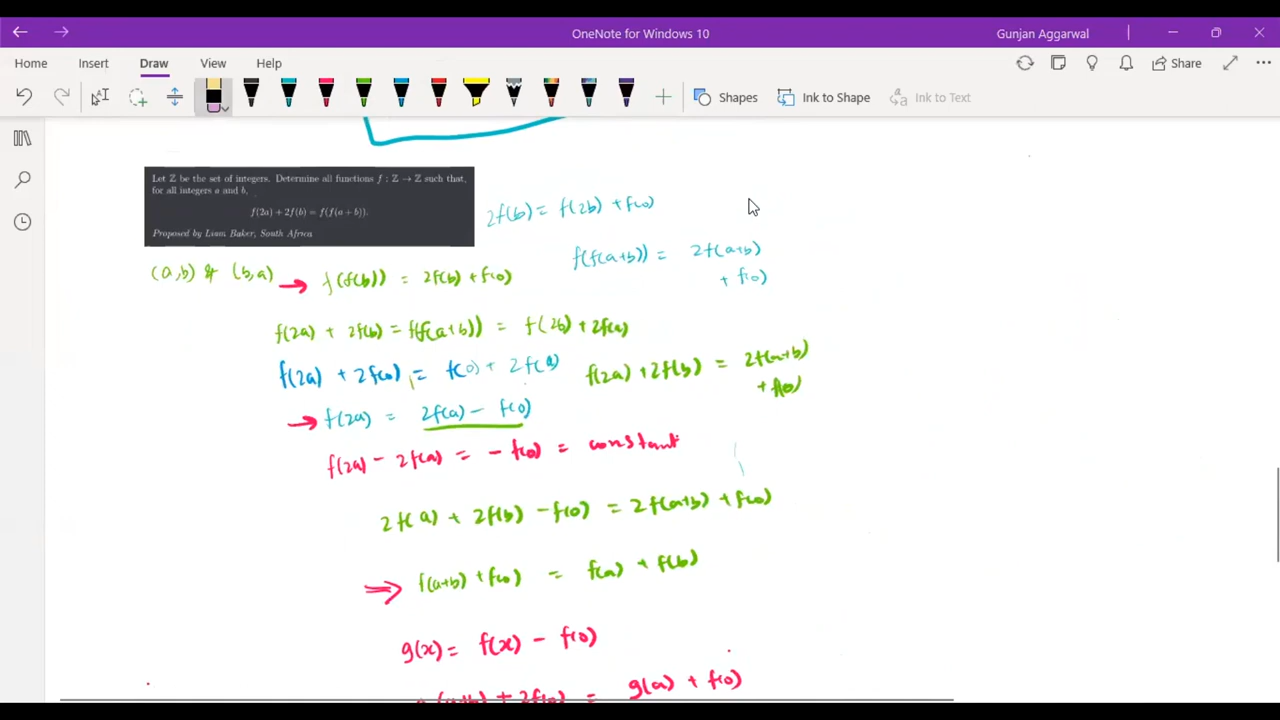 OneNote for Windows 10
Gunjan Aggarwal
Home Insert Draw View Help
Share
Shapes
Ink to Shape
Ink to Text
Let ℤ be the set of integers. Determine all functions f : ℤ → ℤ such that,
for all integers a and b,
f(2a) + 2f(b) = f(f(a + b)).
Proposed by Liam Baker, South Africa
2f(b) = f(2b) + f(0)
f(f(a+b)) = 2f(a+b)
+ f(0)
(a,b) & (b,a) → f(f(b)) = 2f(b) + f(0)
f(2a) + 2f(b) = f(f(a+b)) = f(2b) + 2f(a)
f(2a) + 2f(0) = f(0) + 2f(a)
f(2a) + 2f(b) = 2f(a+b)
+ f(0)
→ f(2a) = 2f(a) - f(0)
f(2a) - 2f(a) = - f(0) = constant
2f(a) + 2f(b) - f(0) = 2f(a+b) + f(0)
⇒ f(a+b) + f(0) = f(a) + f(b)
g(x) = f(x) - f(0)
g(a+b) + 2f(0) = g(a) + f(0)